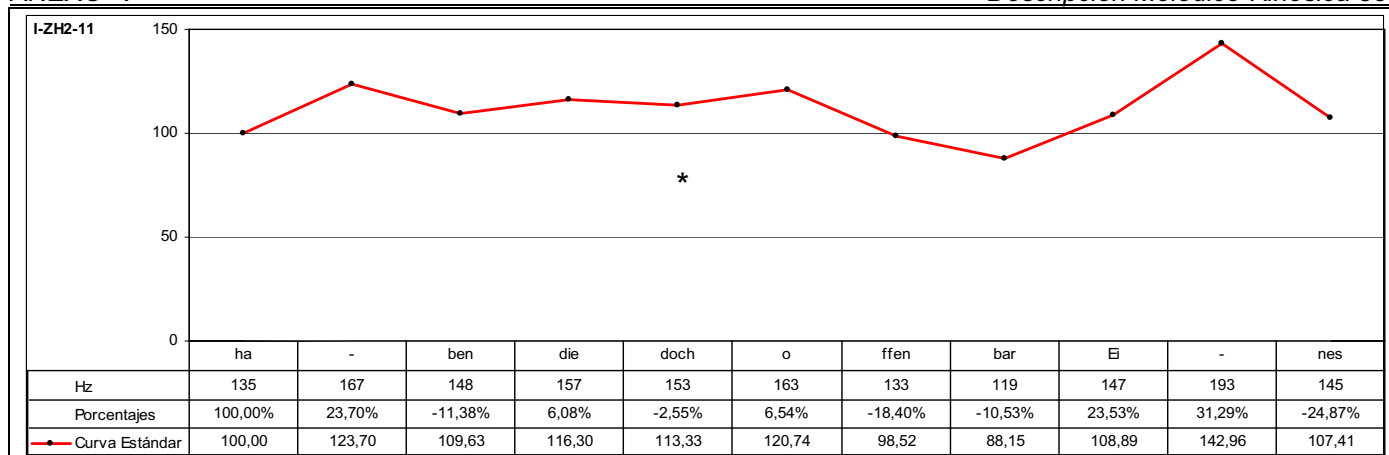 I-ZH2-11
150
100
*
50
0
ha - ben die doch o ffen bar Ei - nes
Hz 135 167 148 157 153 163 133 119 147 193 145
Porcentajes 100,00% 23,70% -11,38% 6,08% -2,55% 6,54% -18,40% -10,53% 23,53% 31,29% -24,87%
Curva Estándar 100,00 123,70 109,63 116,30 113,33 120,74 98,52 88,15 108,89 142,96 107,41